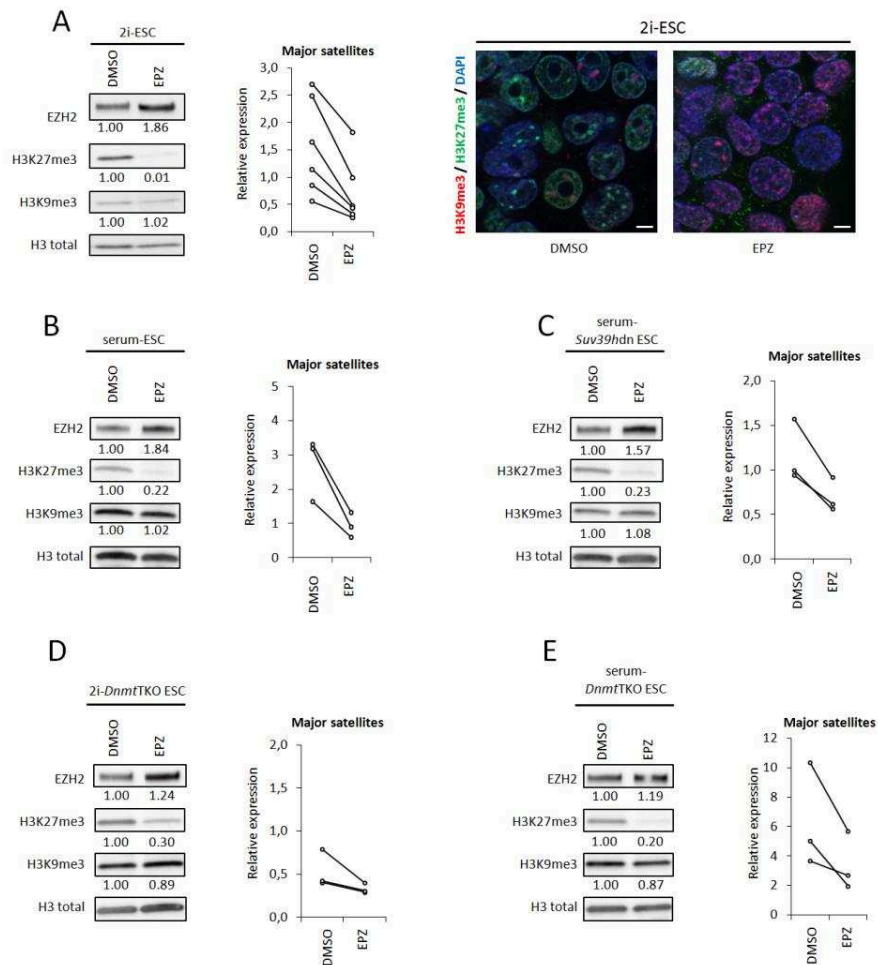 A
2i-ESC
DMSO
EPZ
EZH2
1.00 1.86
H3K27me3
1.00 0.01
H3K9me3
1.00 1.02
H3 total
Major satellites
Relative expression
3,0
2,5
2,0
1,5
1,0
0,5
0,0
DMSO
EPZ
2i-ESC
H3K9me3 / H3K27me3 / DAPI
DMSO
EPZ
B
serum-ESC
DMSO
EPZ
EZH2
1.00 1.84
H3K27me3
1.00 0.22
H3K9me3
1.00 1.02
H3 total
Major satellites
Relative expression
5
4
3
2
1
0
DMSO
EPZ
C
serum-
Suv39hdn ESC
DMSO
EPZ
EZH2
1.00 1.57
H3K27me3
1.00 0.23
H3K9me3
1.00 1.08
H3 total
Major satellites
Relative expression
2,0
1,5
1,0
0,5
0,0
DMSO
EPZ
D
2i-DnmtTKO ESC
DMSO
EPZ
EZH2
1.00 1.24
H3K27me3
1.00 0.30
H3K9me3
1.00 0.89
H3 total
Major satellites
Relative expression
2,0
1,5
1,0
0,5
0,0
DMSO
EPZ
E
serum-
DnmtTKO ESC
DMSO
EPZ
EZH2
1.00 1.19
H3K27me3
1.00 0.20
H3K9me3
1.00 0.87
H3 total
Major satellites
Relative expression
12
10
8
6
4
2
0
DMSO
EPZ